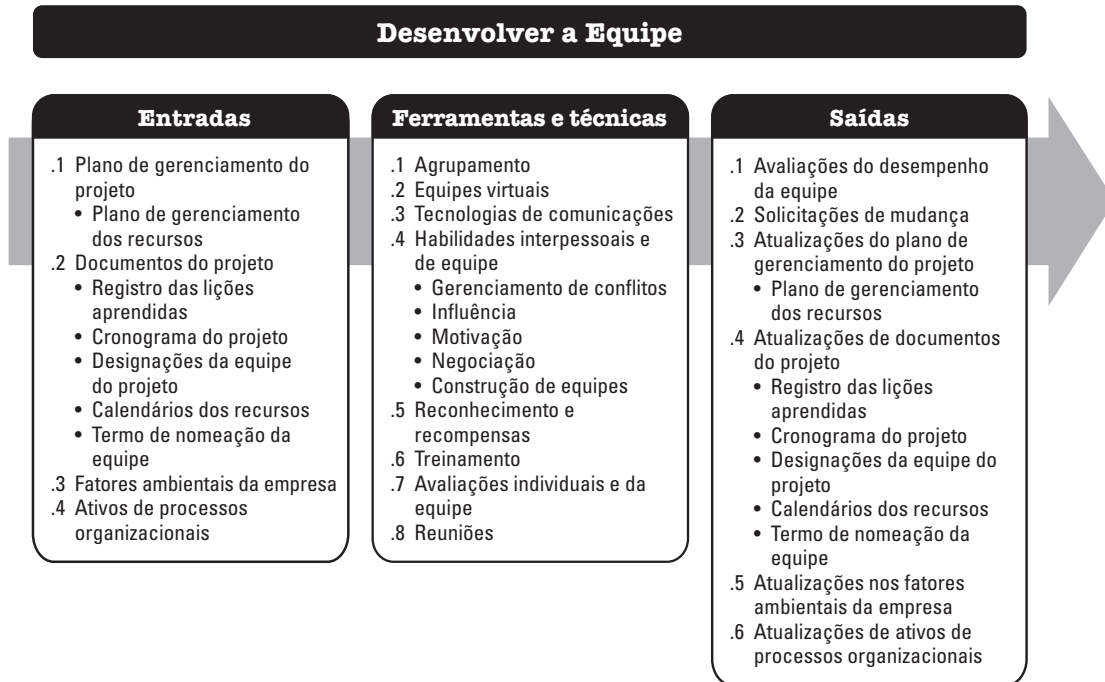 Desenvolver a Equipe
Entradas
.1 Plano de gerenciamento do
projeto
• Plano de gerenciamento
dos recursos
.2 Documentos do projeto
• Registro das lições
aprendidas
• Cronograma do projeto
• Designações da equipe
do projeto
• Calendários dos recursos
• Termo de nomeação da
equipe
.3 Fatores ambientais da empresa
.4 Ativos de processos
organizacionais
Ferramentas e técnicas
.1 Agrupamento
.2 Equipes virtuais
.3 Tecnologias de comunicações
.4 Habilidades interpessoais e
de equipe
• Gerenciamento de conflitos
• Influência
• Motivação
• Negociação
• Construção de equipes
.5 Reconhecimento e
recompensas
.6 Treinamento
.7 Avaliações individuais e da
equipe
.8 Reuniões
Saídas
.1 Avaliações do desempenho
da equipe
.2 Solicitações de mudança
.3 Atualizações do plano de
gerenciamento do projeto
• Plano de gerenciamento
dos recursos
.4 Atualizações de documentos
do projeto
• Registro das lições
aprendidas
• Cronograma do projeto
• Designações da equipe do
projeto
• Calendários dos recursos
• Termo de nomeação da
equipe
.5 Atualizações nos fatores
ambientais da empresa
.6 Atualizações de ativos de
processos organizacionais